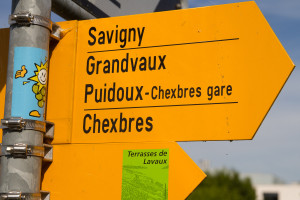 Savigny
Grandvaux
Puidoux-Chexbres gare
Chexbres
Terrasses de
Lavaux